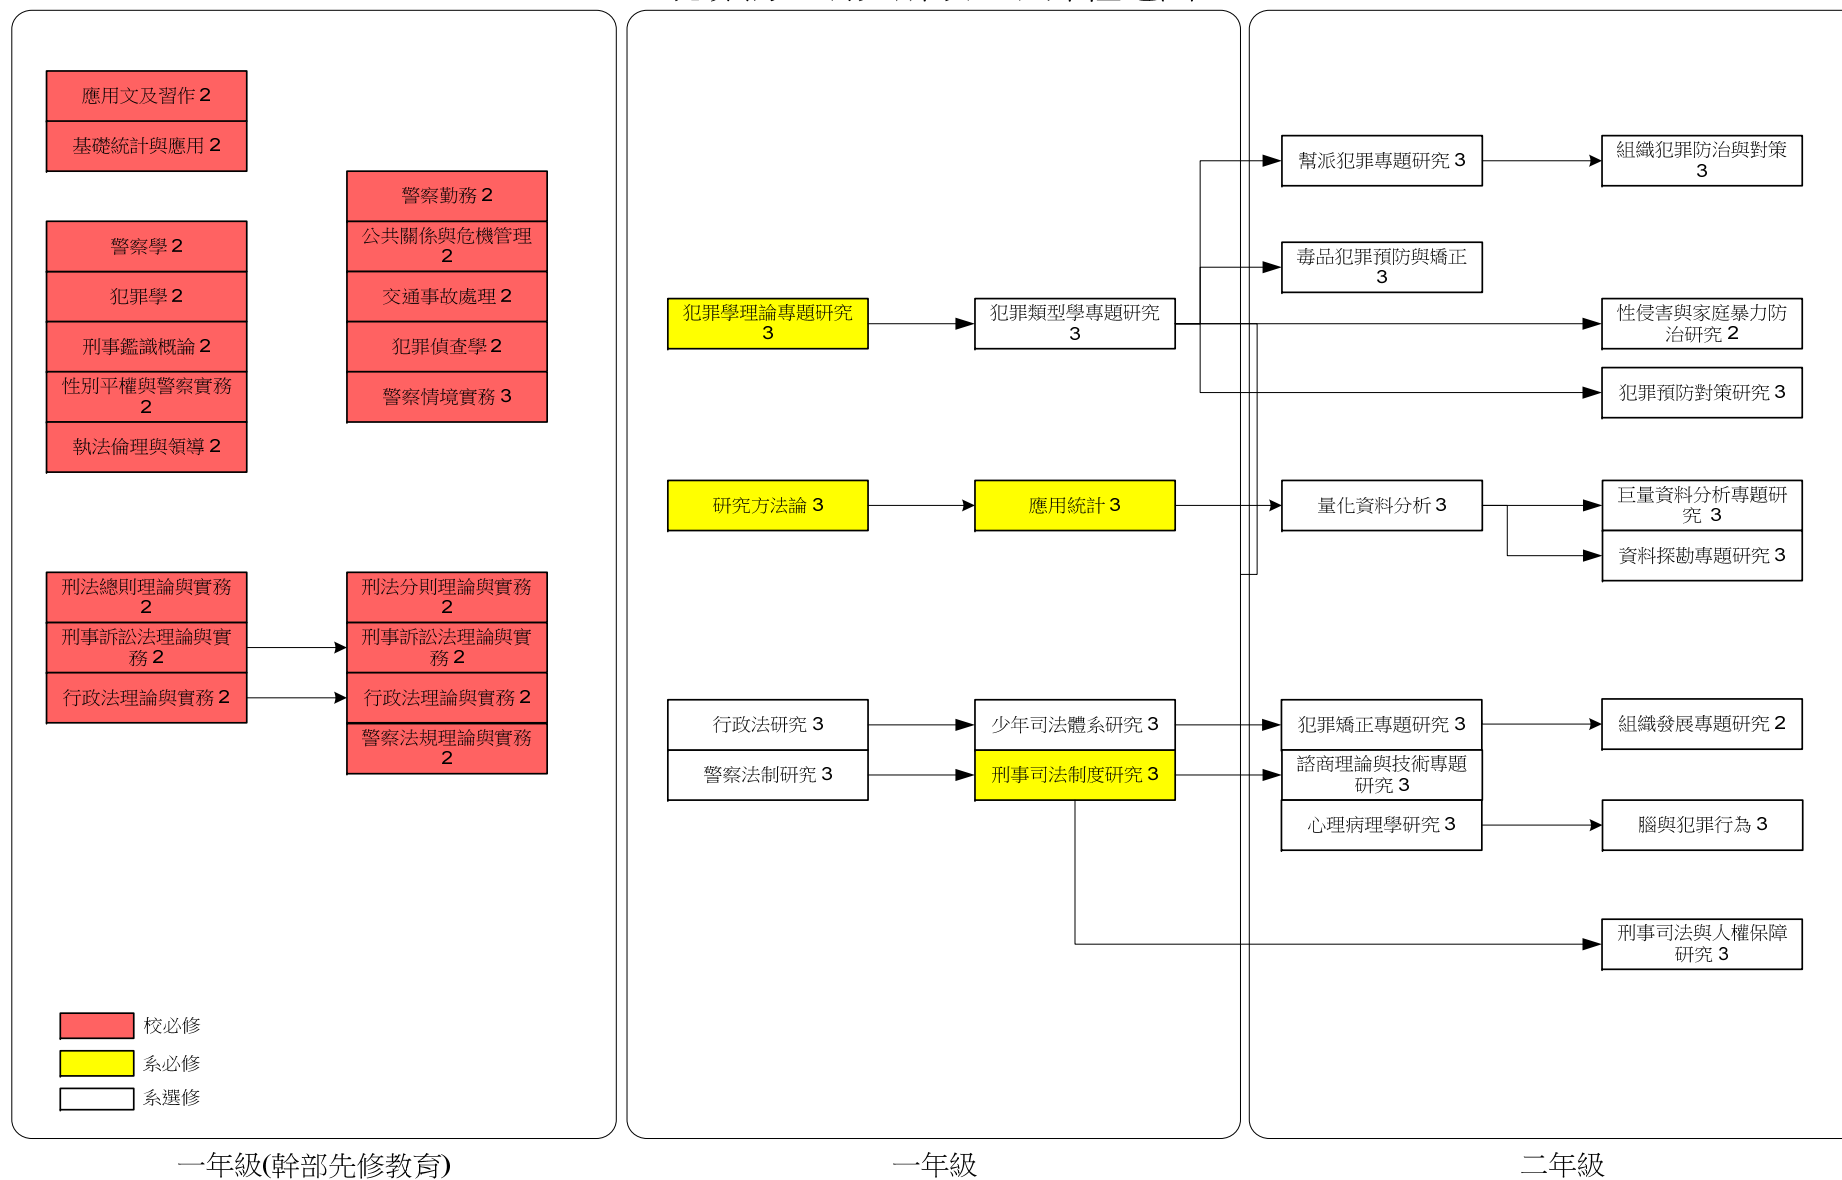 應用文及習作 2
基礎統計與應用 2
警察學 2
犯罪學 2
刑事鑑識概論 2
性別平權與警察實務
2
執法倫理與領導 2
警察勤務 2
公共關係與危機管理
2
交通事故處理 2
犯罪偵查學 2
警察情境實務 3
刑法總則理論與實務
2
刑事訴訟法理論與實
務 2
行政法理論與實務 2
刑法分則理論與實務
2
刑事訴訟法理論與實
務 2
行政法理論與實務 2
警察法規理論與實務
2
校必修
系必修
系選修
一年級(幹部先修教育)
犯罪學理論專題研究
3
犯罪類型學專題研究
3
研究方法論 3
應用統計 3
行政法研究 3
少年司法體系研究 3
警察法制研究 3
刑事司法制度研究 3
一年級
幫派犯罪專題研究 3
組織犯罪防治與對策
3
毒品犯罪預防與矯正
3
性侵害與家庭暴力防
治研究 2
犯罪預防對策研究 3
量化資料分析 3
巨量資料分析專題研
究 3
資料探勘專題研究 3
犯罪矯正專題研究 3
組織發展專題研究 2
諮商理論與技術專題
研究 3
心理病理學研究 3
腦與犯罪行為 3
刑事司法與人權保障
研究 3
二年級